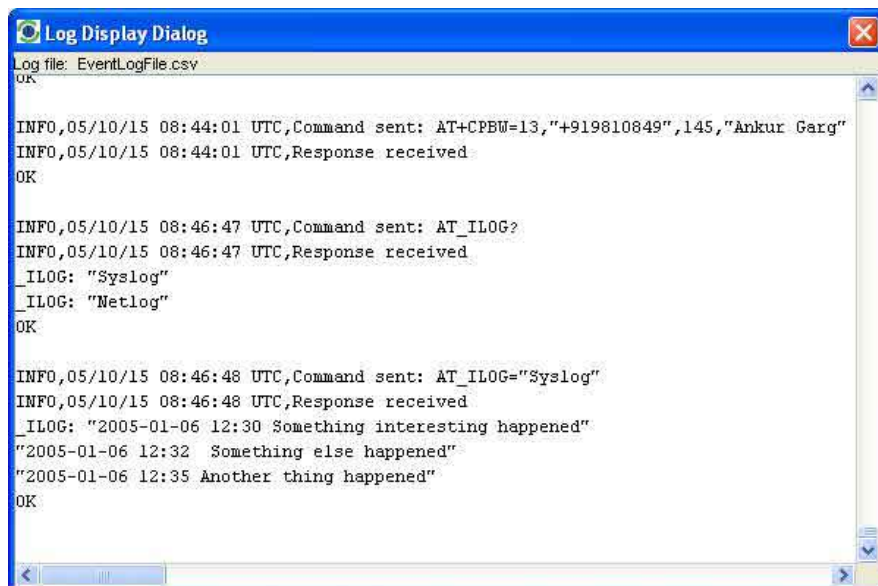 Log Display Dialog
Log file: EventLogFile.csv
OK
INFO,05/10/15 08:44:01 UTC,Command sent: AT+CPBW=13,"+919810849",145,"Ankur Garg"
INFO,05/10/15 08:44:01 UTC,Response received
OK
INFO,05/10/15 08:46:47 UTC,Command sent: AT_ILOG?
INFO,05/10/15 08:46:47 UTC,Response received
_ILOG: "Syslog"
_ILOG: "Netlog"
OK
INFO,05/10/15 08:46:48 UTC,Command sent: AT_ILOG="Syslog"
INFO,05/10/15 08:46:48 UTC,Response received
_ILOG: "2005-01-06 12:30 Something interesting happened"
"2005-01-06 12:32  Something else happened"
"2005-01-06 12:35 Another thing happened"
OK